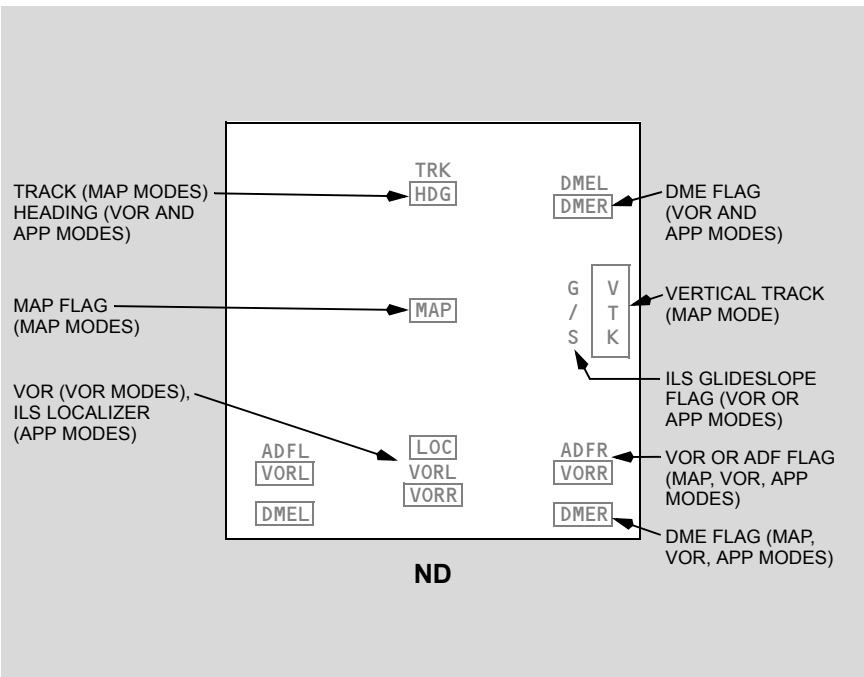 TRACK (MAP MODES)
HEADING (VOR AND
APP MODES)
MAP FLAG
(MAP MODES)
VOR (VOR MODES),
ILS LOCALIZER
(APP MODES)
TRK
HDG
MAP
LOC
VORL
VORR
ADFL
VORL
DMEL
DMEL
DMER
G/S
VTK
ADFR
VORR
DMER
DME FLAG
(VOR AND
APP MODES)
VERTICAL TRACK
(MAP MODE)
ILS GLIDESLOPE
FLAG (VOR OR
APP MODES)
VOR OR ADF FLAG
(MAP, VOR, APP
MODES)
DME FLAG (MAP,
VOR, APP MODES)
ND